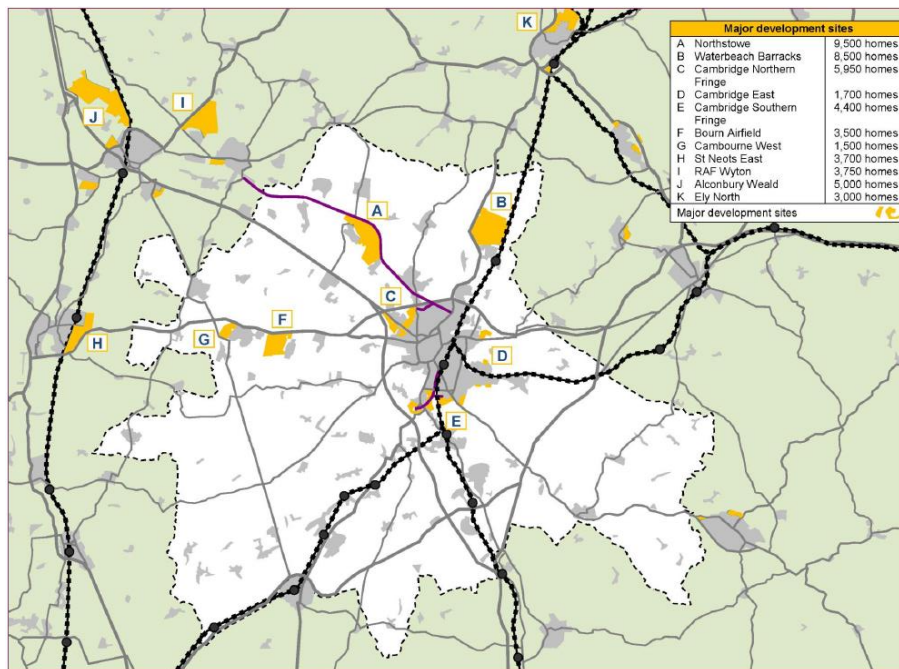 K
Major development sites
A Northstowe 9,500 homes
B Waterbeach Barracks 8,500 homes
C Cambridge Northern 5,950 homes
Fringe
D Cambridge East 1,700 homes
E Cambridge Southern 4,400 homes
Fringe
F Bourn Airfield 3,500 homes
G Cambourne West 1,500 homes
H St Neots East 3,700 homes
I RAF Wyton 3,750 homes
J Alconbury Weald 5,000 homes
K Ely North 3,000 homes
Major development sites
I
J
B
A
C
F
G
H
D
E